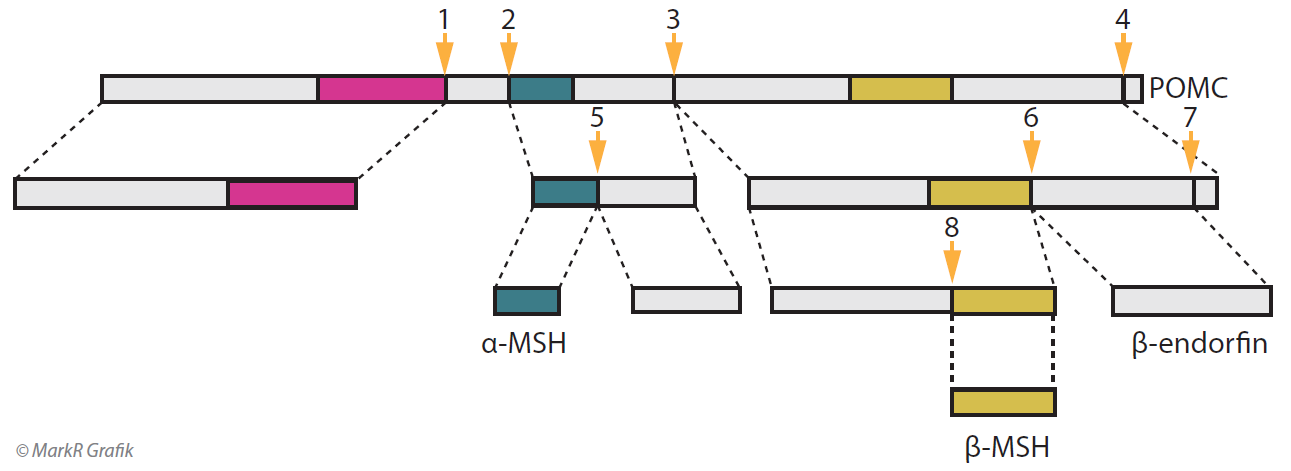 1 2 3 4
POMC
5 6 7
8
α-MSH
β-endorfin
β-MSH
© MarkR Grafik